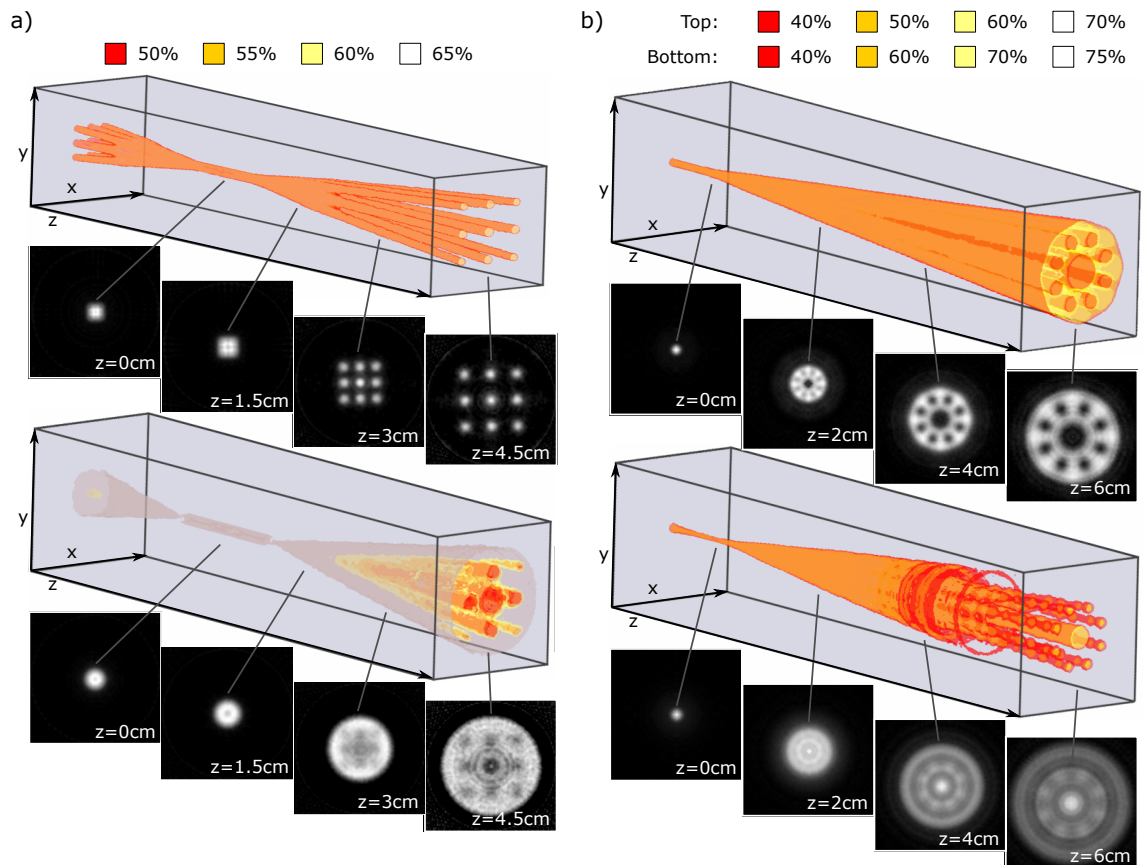 a)
50% 55% 60% 65%
y
x
z
z=0cm
z=1.5cm
z=3cm
z=4.5cm
y
x
z
z=0cm
z=1.5cm
z=3cm
z=4.5cm
b)
Top: 40% 50% 60% 70%
Bottom: 40% 60% 70% 75%
y
x
z
z=0cm
z=2cm
z=4cm
z=6cm
y
x
z
z=0cm
z=2cm
z=4cm
z=6cm